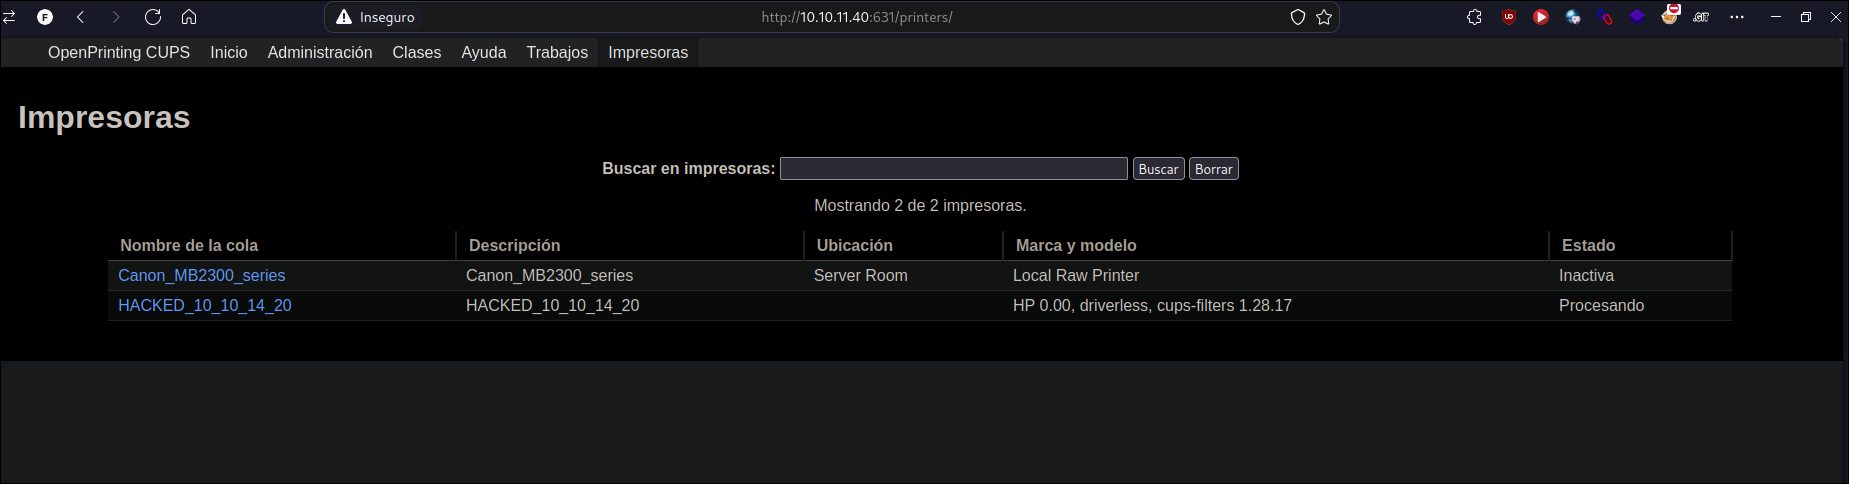 F Inseguro http://10.10.11.40:631/printers/ UD .GIT
OpenPrinting CUPS Inicio Administración Clases Ayuda Trabajos Impresoras
Impresoras
Buscar en impresoras: Buscar Borrar
Mostrando 2 de 2 impresoras.
Nombre de la cola Descripción Ubicación Marca y modelo Estado
Canon_MB2300_series Canon_MB2300_series Server Room Local Raw Printer Inactiva
HACKED_10_10_14_20 HACKED_10_10_14_20 HP 0.00, driverless, cups-filters 1.28.17 Procesando